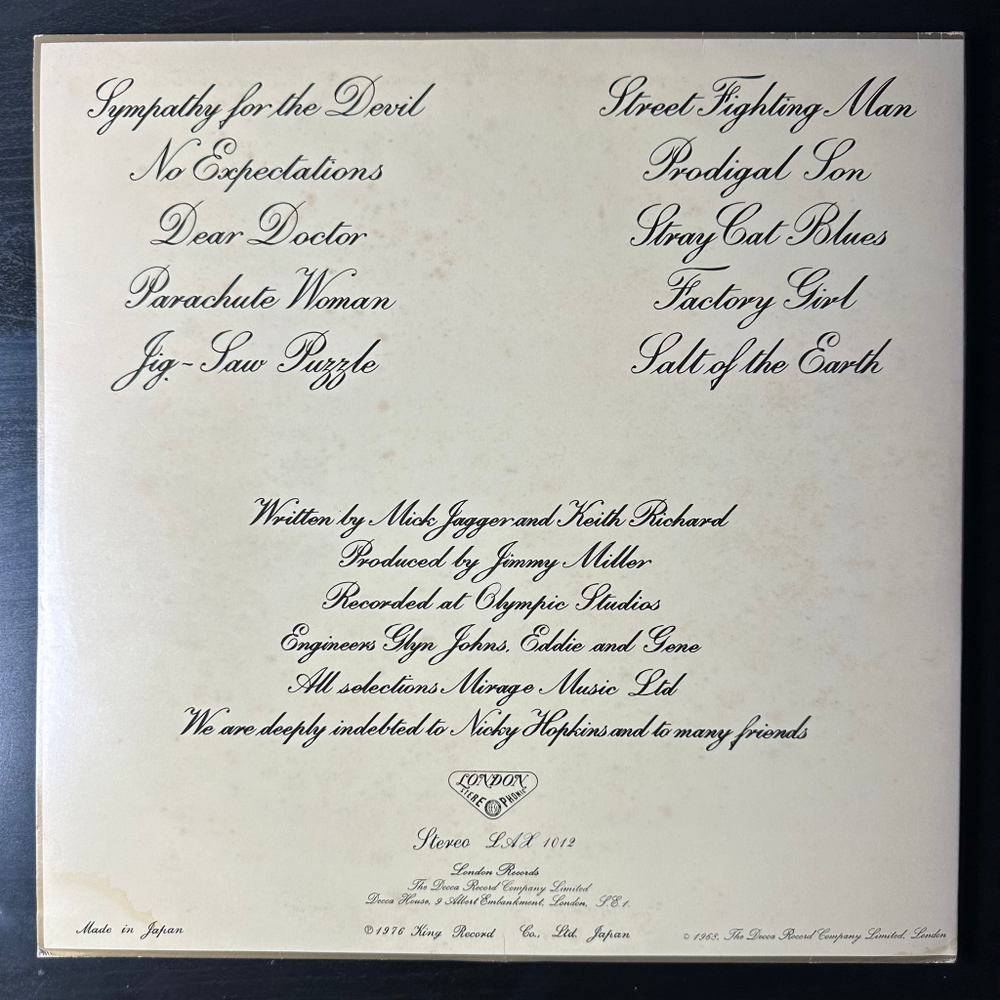 Sympathy for the Devil
No Expectations
Dear Doctor
Parachute Woman
Jig-Saw Puzzle
Street Fighting Man
Prodigal Son
Stray Cat Blues
Factory Girl
Salt of the Earth
Written by Mick Jagger and Keith Richard
Produced by Jimmy Miller
Recorded at Olympic Studios
Engineers Glyn Johns, Eddie and Gene
All selections Mirage Music Ltd
We are deeply indebted to Nicky Hopkins and to many friends
LONDON
STEREOPHONIC
Stereo LAX 1012
London Records
The Decca Record Company Limited
Decca House, 9 Albert Embankment, London, S.E.1.
Made in Japan
℗1976 King Record Co., Ltd. Japan
© 1968, The Decca Record Company Limited, London